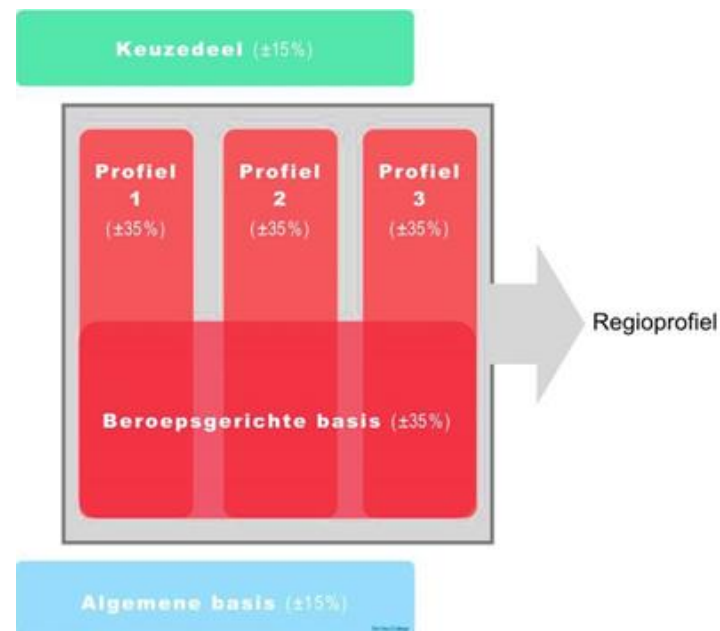 Keuzedeel (±15%)
Profiel
1
(±35%)
Profiel
2
(±35%)
Profiel
3
(±35%)
Regioprofiel
Beroepsgerichte basis (±35%)
Algemene basis (±15%)